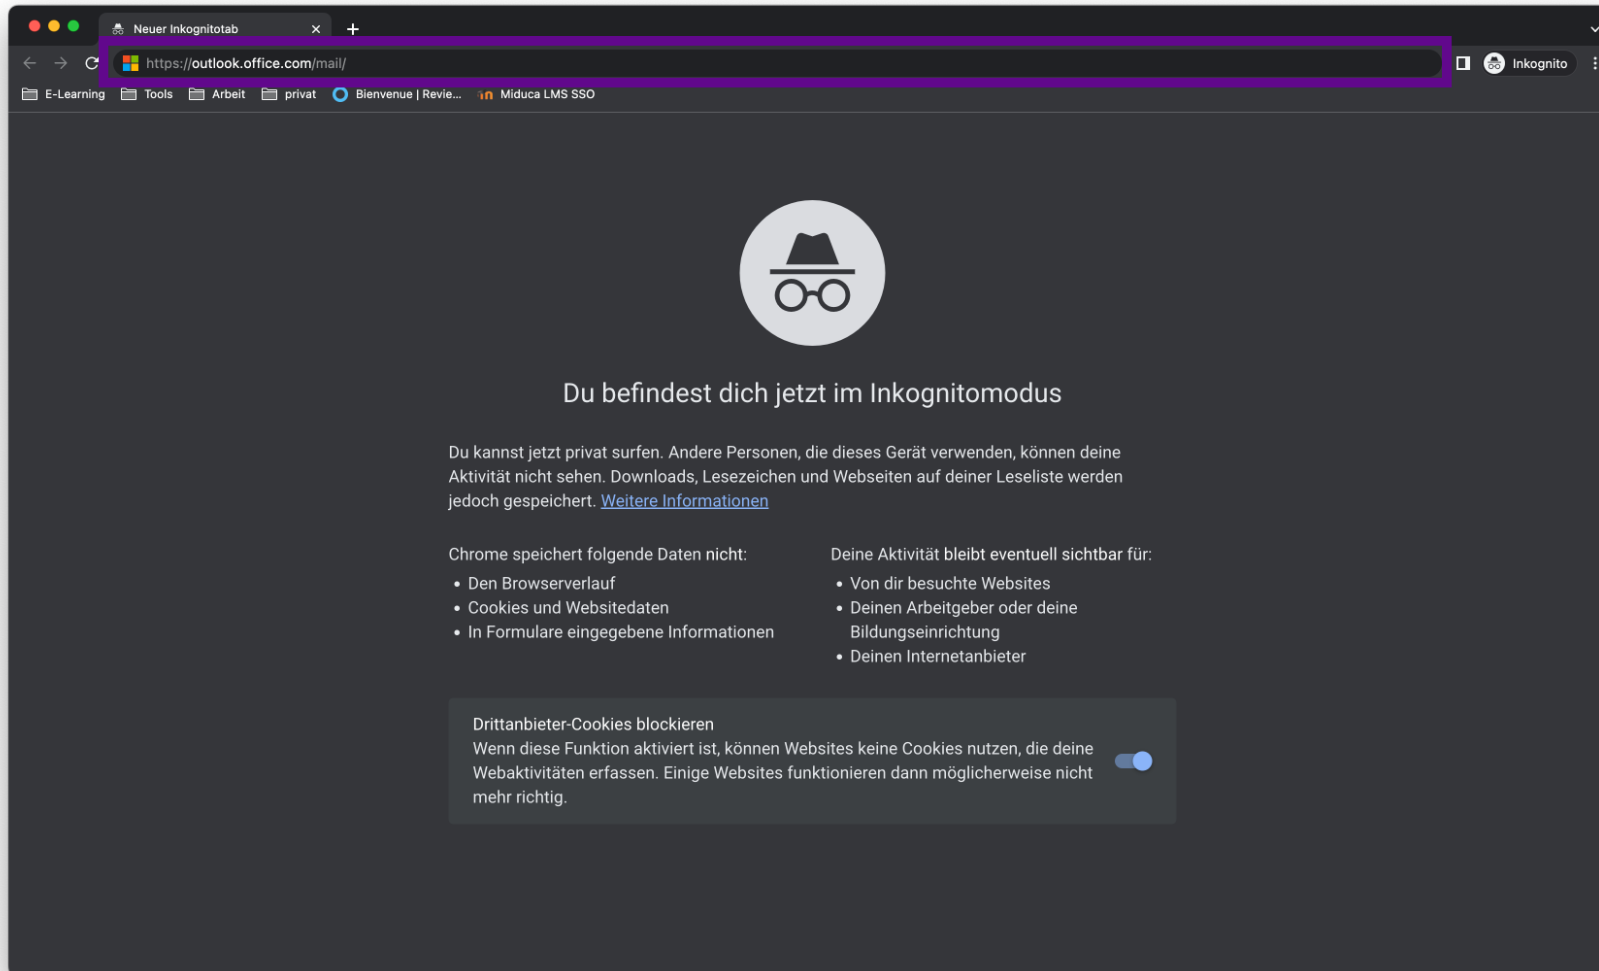 Neuer Inkognitotab
https://outlook.office.com/mail/
Inkognito
E-Learning Tools Arbeit privat Bienvenue | Revie... Miduca LMS SSO
Du befindest dich jetzt im Inkognitomodus
Du kannst jetzt privat surfen. Andere Personen, die dieses Gerät verwenden, können deine
Aktivität nicht sehen. Downloads, Lesezeichen und Webseiten auf deiner Leseliste werden
jedoch gespeichert. Weitere Informationen
Chrome speichert folgende Daten nicht:
• Den Browserverlauf
• Cookies und Websitedaten
• In Formulare eingegebene Informationen
Deine Aktivität bleibt eventuell sichtbar für:
• Von dir besuchte Websites
• Deinen Arbeitgeber oder deine
Bildungseinrichtung
• Deinen Internetanbieter
Drittanbieter-Cookies blockieren
Wenn diese Funktion aktiviert ist, können Websites keine Cookies nutzen, die deine
Webaktivitäten erfassen. Einige Websites funktionieren dann möglicherweise nicht
mehr richtig.